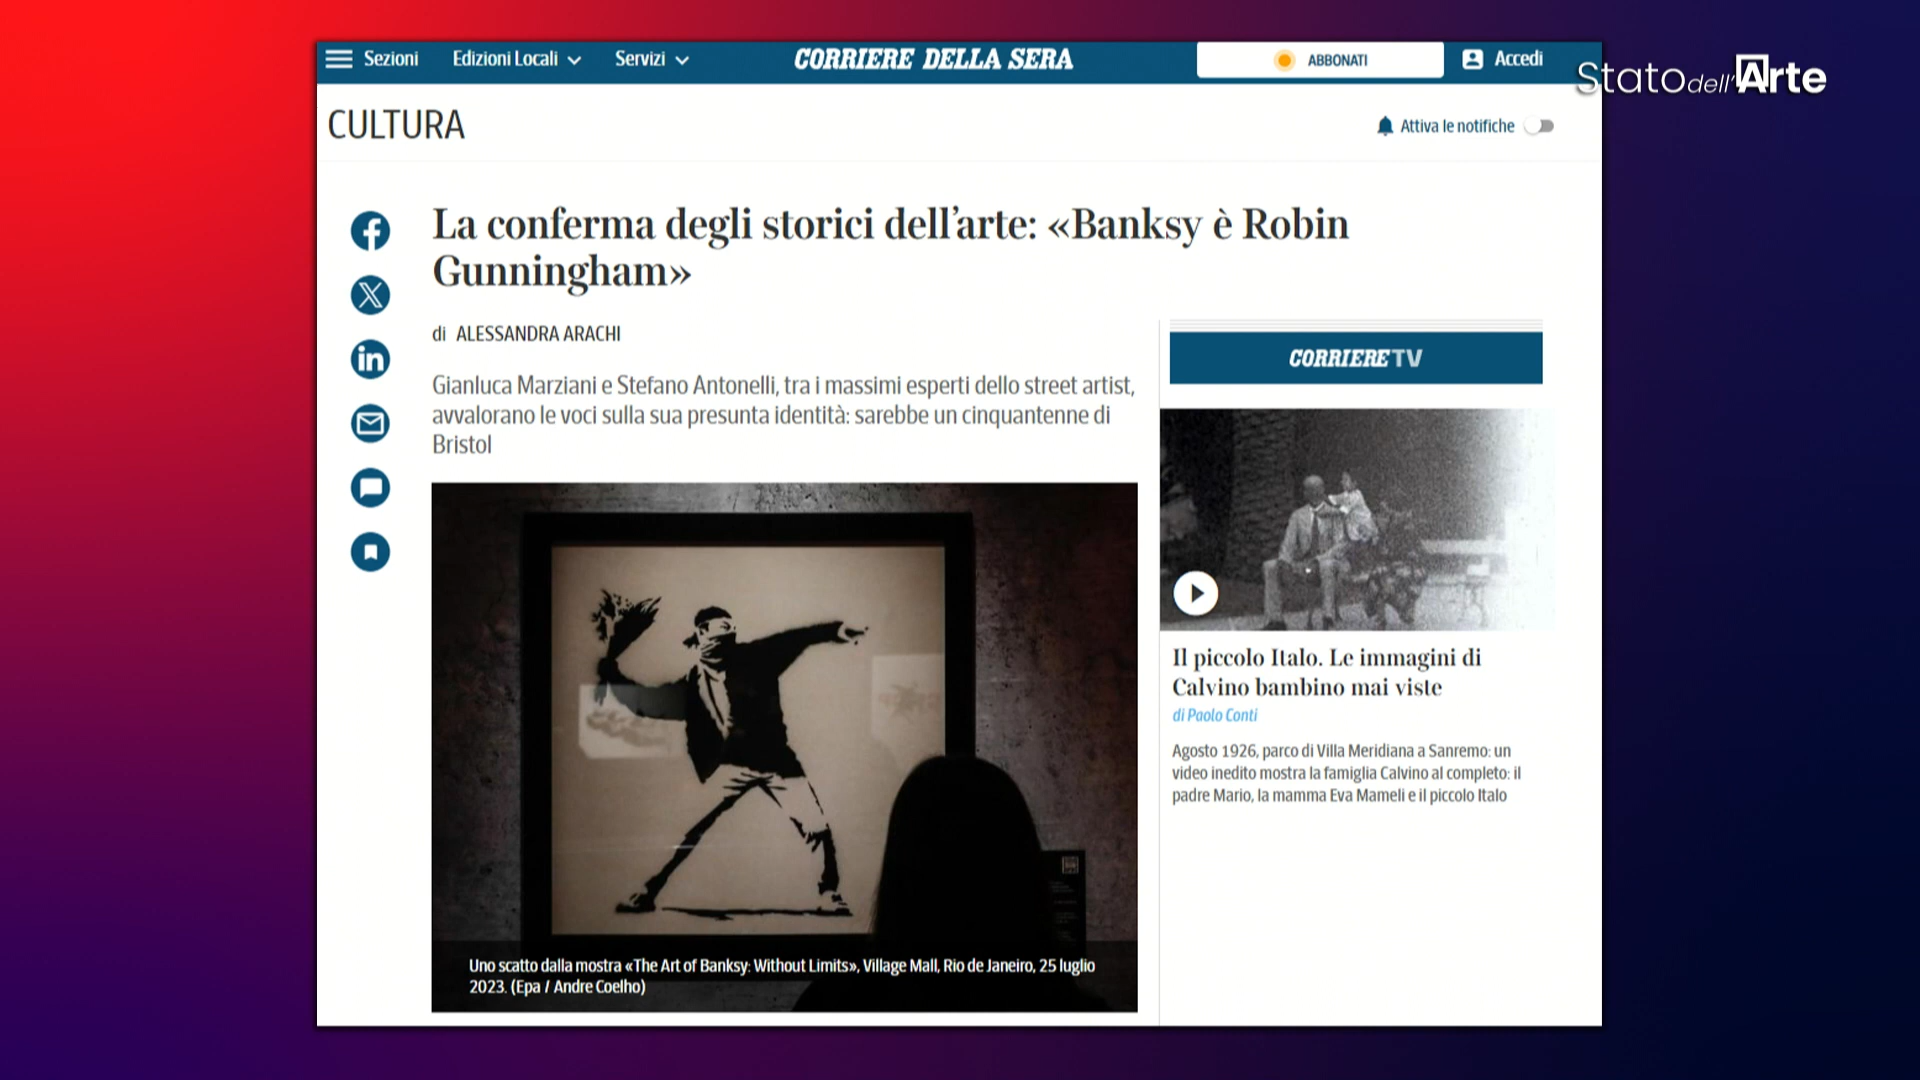 Sezioni
Edizioni Locali
Servizi
CORRIERE DELLA SERA
ABBONATI
Accedi
Stato dell'Arte
CULTURA
Attiva le notifiche
La conferma degli storici dell'arte: «Banksy è Robin
Gunningham»
di ALESSANDRA ARACHI
Gianluca Marziani e Stefano Antonelli, tra i massimi esperti dello street artist,
avvalorano le voci sulla sua presunta identità: sarebbe un cinquantenne di
Bristol
Uno scatto dalla mostra «The Art of Banksy: Without Limits», Village Mall, Rio de Janeiro, 25 luglio
2023. (Epa / Andre Coelho)
CORRIERE TV
Il piccolo Italo. Le immagini di
Calvino bambino mai viste
di Paolo Conti
Agosto 1926, parco di Villa Meridiana a Sanremo: un
video inedito mostra la famiglia Calvino al completo: il
padre Mario, la mamma Eva Mameli e il piccolo Italo